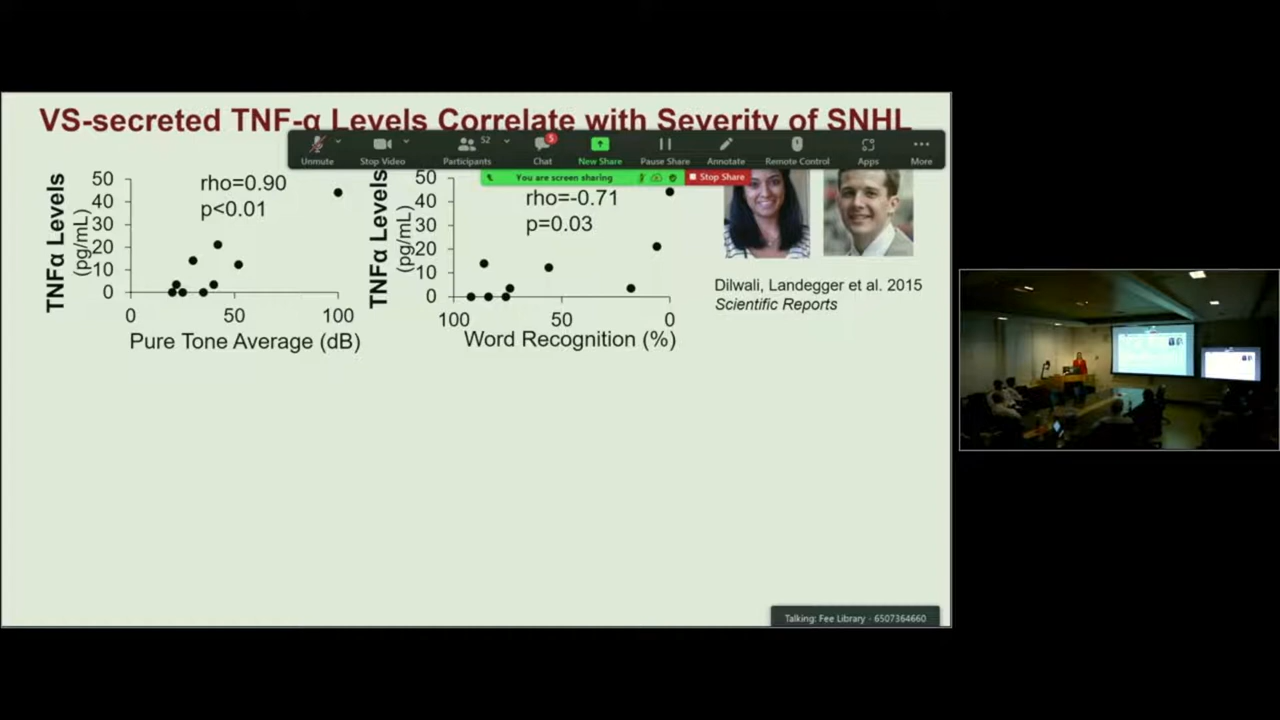 VS-secreted TNF-α Levels Correlate with Severity of SNHL
Unmute
Stop Video
52
Participants
5
Chat
New Share
Pause Share
Annotate
Remote Control
Apps
More
You are screen sharing
Stop Share
TNFα Levels
(pg/mL)
50
40
30
20
10
0
rho=0.90
p<0.01
0
50
100
Pure Tone Average (dB)
TNFα Levels
(pg/mL)
50
40
30
20
10
0
rho=-0.71
p=0.03
100
50
0
Word Recognition (%)
Dilwali, Landegger et al. 2015
Scientific Reports
Talking: Fee Library - 6507364660